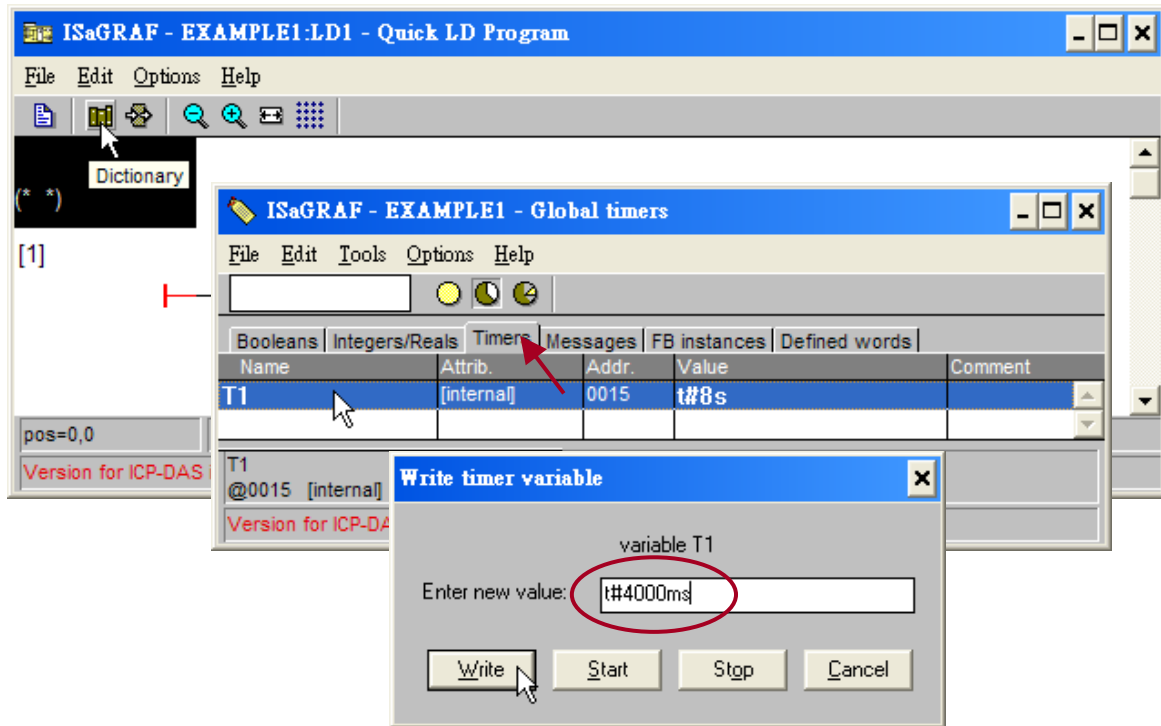 ISaGRAF - EXAMPLE1:LD1 - Quick LD Program
File Edit Options Help
Dictionary
(* *)
[1]
ISaGRAF - EXAMPLE1 - Global timers
File Edit Tools Options Help
Booleans Integers/Reals Timers Messages FB instances Defined words
Name Attrib. Addr. Value Comment
T1 [internal] 0015 t#8s
pos=0,0
Version for ICP-DAS
T1
@0015 [internal]
Version for ICP-DA
Write timer variable
variable T1
Enter new value: t#4000ms
Write Start Stop Cancel